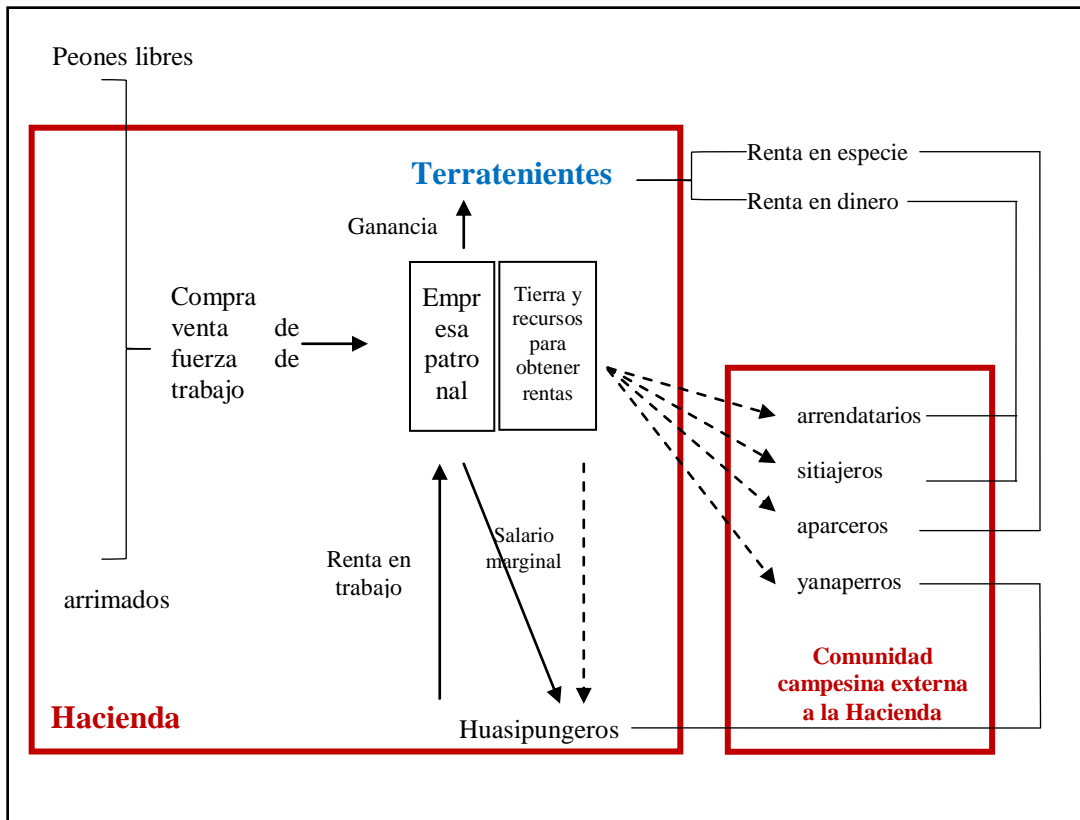 Peones libres
Terratenientes
Renta en especie
Renta en dinero
Ganancia
Compra
venta de
fuerza de
trabajo
Empr
esa
patro
nal
Tierra y
recursos
para
obtener
rentas
arrendatarios
sitiajeros
aparceros
yanaperros
Renta en
trabajo
Salario
marginal
arrimados
Comunidad
campesina externa
a la Hacienda
Hacienda
Huasipungeros